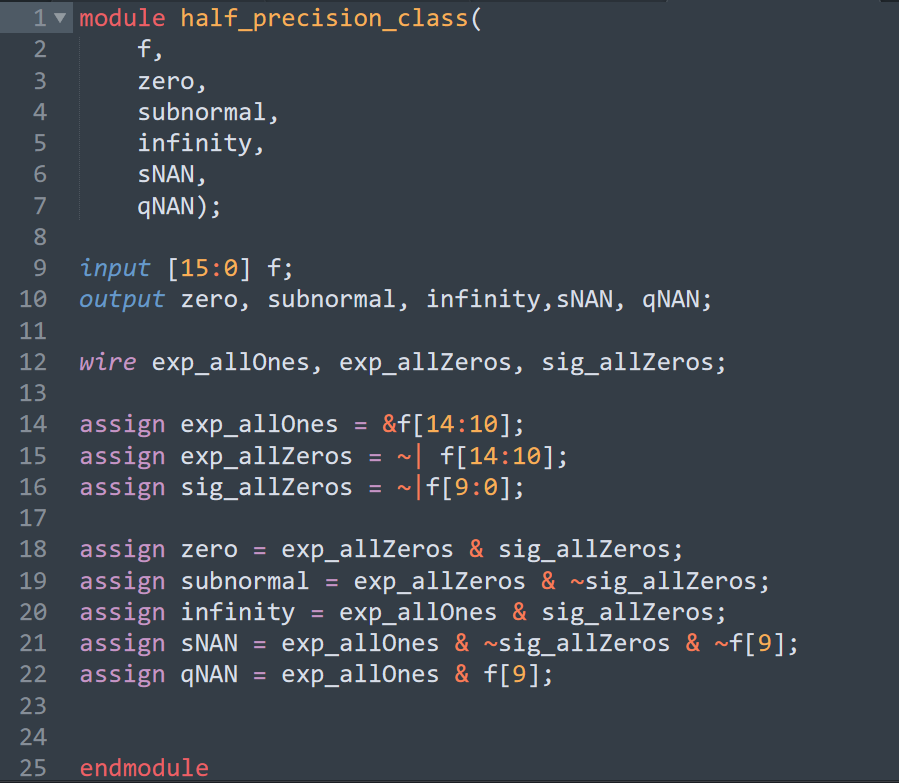 1 module half_precision_class(
2 f,
3 zero,
4 subnormal,
5 infinity,
6 sNAN,
7 qNAN);
8
9 input [15:0] f;
10 output zero, subnormal, infinity,sNAN, qNAN;
11
12 wire exp_allOnes, exp_allZeros, sig_allZeros;
13
14 assign exp_allOnes = &f[14:10];
15 assign exp_allZeros = ~| f[14:10];
16 assign sig_allZeros = ~|f[9:0];
17
18 assign zero = exp_allZeros & sig_allZeros;
19 assign subnormal = exp_allZeros & ~sig_allZeros;
20 assign infinity = exp_allOnes & sig_allZeros;
21 assign sNAN = exp_allOnes & ~sig_allZeros & ~f[9];
22 assign qNAN = exp_allOnes & f[9];
23
24
25 endmodule